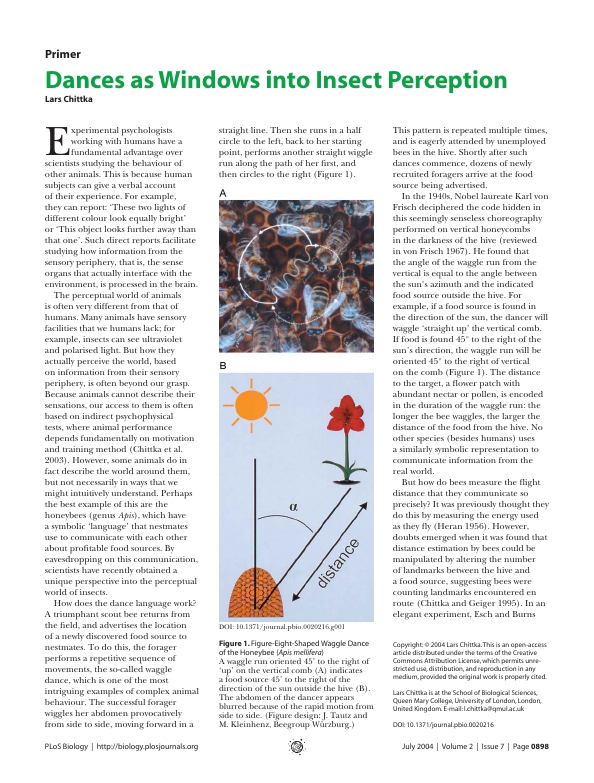 Primer
Dances as Windows into Insect Perception
Lars Chittka
Experimental psychologists
working with humans have a
fundamental advantage over
scientists studying the behaviour of
other animals. This is because human
subjects can give a verbal account
of their experience. For example,
they can report: ‘These two lights of
different colour look equally bright’
or ‘This object looks further away than
that one’. Such direct reports facilitate
studying how information from the
sensory periphery, that is, the sense
organs that actually interface with the
environment, is processed in the brain.
The perceptual world of animals
is often very different from that of
humans. Many animals have sensory
facilities that we humans lack; for
example, insects can see ultraviolet
and polarised light. But how they
actually perceive the world, based
on information from their sensory
periphery, is often beyond our grasp.
Because animals cannot describe their
sensations, our access to them is often
based on indirect psychophysical
tests, where animal performance
depends fundamentally on motivation
and training method (Chittka et al.
2003). However, some animals do in
fact describe the world around them,
but not necessarily in ways that we
might intuitively understand. Perhaps
the best example of this are the
honeybees (genus Apis), which have
a symbolic ‘language’ that nestmates
use to communicate with each other
about profitable food sources. By
eavesdropping on this communication,
scientists have recently obtained a
unique perspective into the perceptual
world of insects.
How does the dance language work?
A triumphant scout bee returns from
the field, and advertises the location
of a newly discovered food source to
nestmates. To do this, the forager
performs a repetitive sequence of
movements, the so-called waggle
dance, which is one of the most
intriguing examples of complex animal
behaviour. The successful forager
wiggles her abdomen provocatively
from side to side, moving forward in a
straight line. Then she runs in a half
circle to the left, back to her starting
point, performs another straight wiggle
run along the path of her first, and
then circles to the right (Figure 1).
A
B
α
distance
DOI: 10.1371/journal.pbio.0020216.g001
Figure 1. Figure-Eight-Shaped Waggle Dance
of the Honeybee (Apis mellifera)
A waggle run oriented 45° to the right of
‘up’ on the vertical comb (A) indicates
a food source 45° to the right of the
direction of the sun outside the hive (B).
The abdomen of the dancer appears
blurred because of the rapid motion from
side to side. (Figure design: J. Tautz and
M. Kleinhenz, Beegroup Würzburg.)
This pattern is repeated multiple times,
and is eagerly attended by unemployed
bees in the hive. Shortly after such
dances commence, dozens of newly
recruited foragers arrive at the food
source being advertised.
In the 1940s, Nobel laureate Karl von
Frisch deciphered the code hidden in
this seemingly senseless choreography
performed on vertical honeycombs
in the darkness of the hive (reviewed
in von Frisch 1967). He found that
the angle of the waggle run from the
vertical is equal to the angle between
the sun’s azimuth and the indicated
food source outside the hive. For
example, if a food source is found in
the direction of the sun, the dancer will
waggle ‘straight up’ the vertical comb.
If food is found 45° to the right of the
sun’s direction, the waggle run will be
oriented 45° to the right of vertical
on the comb (Figure 1). The distance
to the target, a flower patch with
abundant nectar or pollen, is encoded
in the duration of the waggle run: the
longer the bee waggles, the larger the
distance of the food from the hive. No
other species (besides humans) uses
a similarly symbolic representation to
communicate information from the
real world.
But how do bees measure the flight
distance that they communicate so
precisely? It was previously thought they
do this by measuring the energy used
as they fly (Heran 1956). However,
doubts emerged when it was found that
distance estimation by bees could be
manipulated by altering the number
of landmarks between the hive and
a food source, suggesting bees were
counting landmarks encountered en
route (Chittka and Geiger 1995). In an
elegant experiment, Esch and Burns
Copyright: © 2004 Lars Chittka. This is an open-access
article distributed under the terms of the Creative
Commons Attribution License, which permits unre-
stricted use, distribution, and reproduction in any
medium, provided the original work is properly cited.
Lars Chittka is at the School of Biological Sciences,
Queen Mary College, University of London, London,
United Kingdom. E-mail: l.chittka@qmul.ac.uk
DOI: 10.1371/journal.pbio.0020216
PLoS Biology | http://biology.plosjournals.org
July 2004 | Volume 2 | Issue 7 | Page 0898